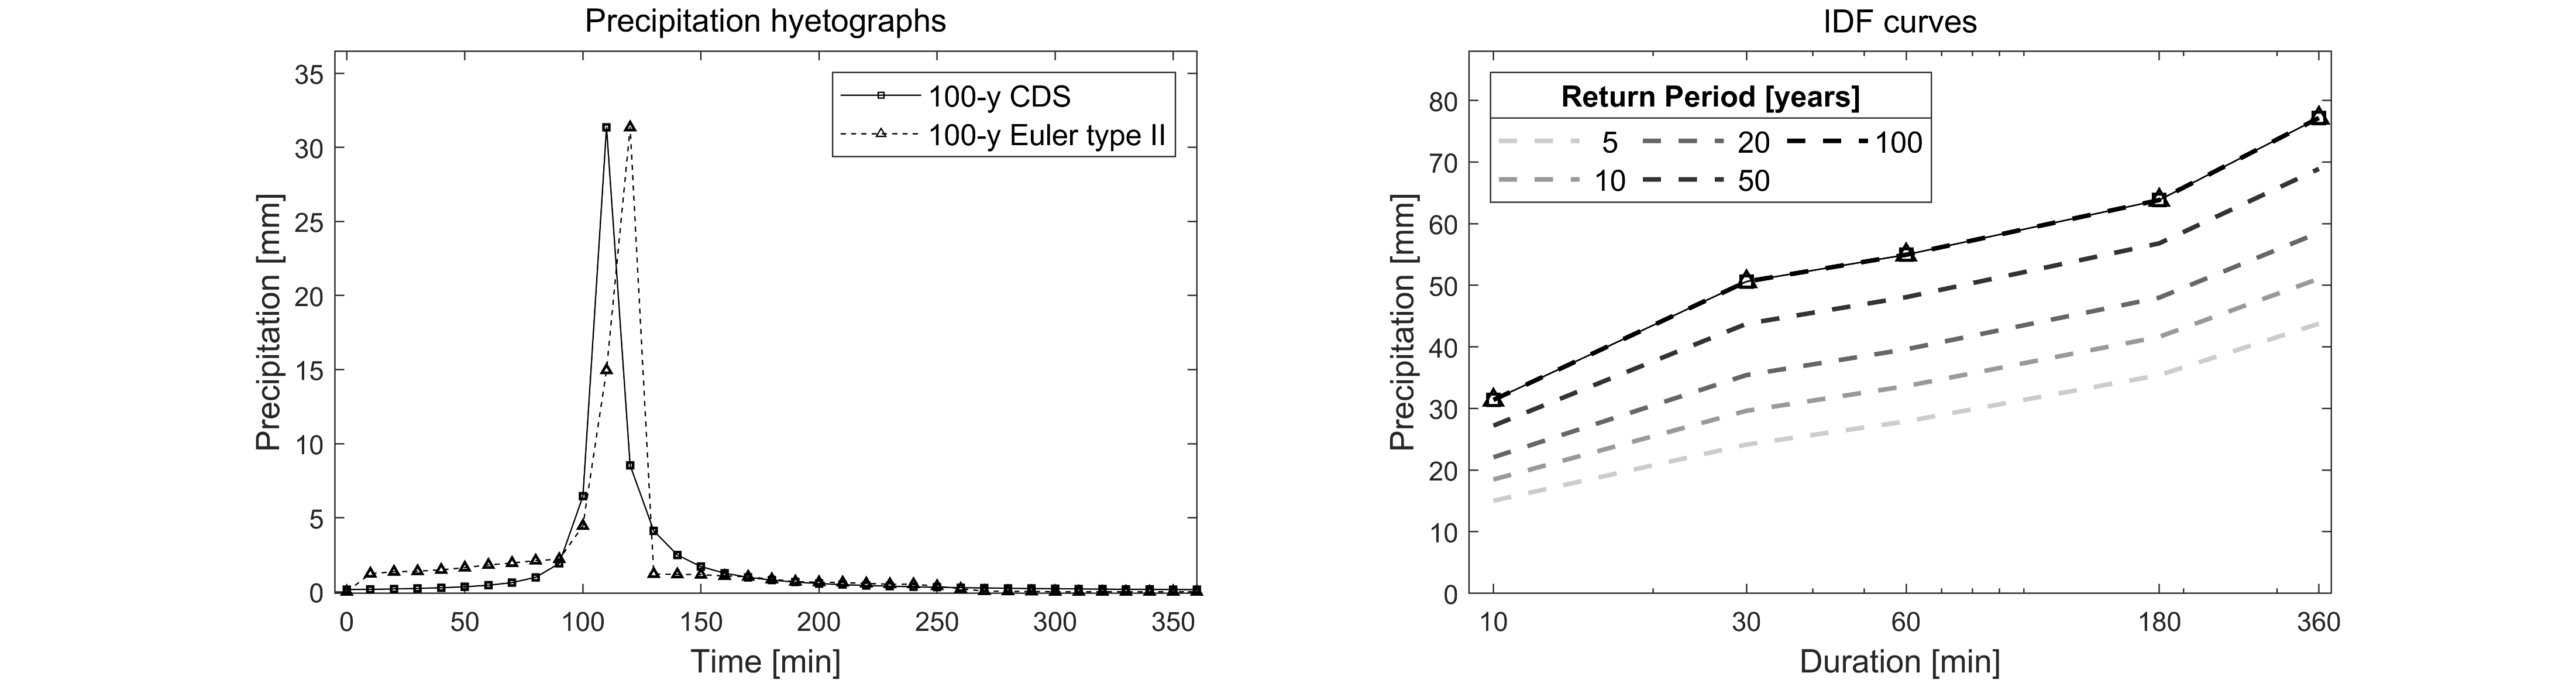 Precipitation hyetographs
35
30
25
20
15
10
5
0
Precipitation [mm]
100-y CDS
100-y Euler type II
0 50 100 150 200 250 300 350
Time [min]
IDF curves
80
70
60
50
40
30
20
10
0
Precipitation [mm]
Return Period [years]
5 20 100
10 50
10 30 60 180 360
Duration [min]